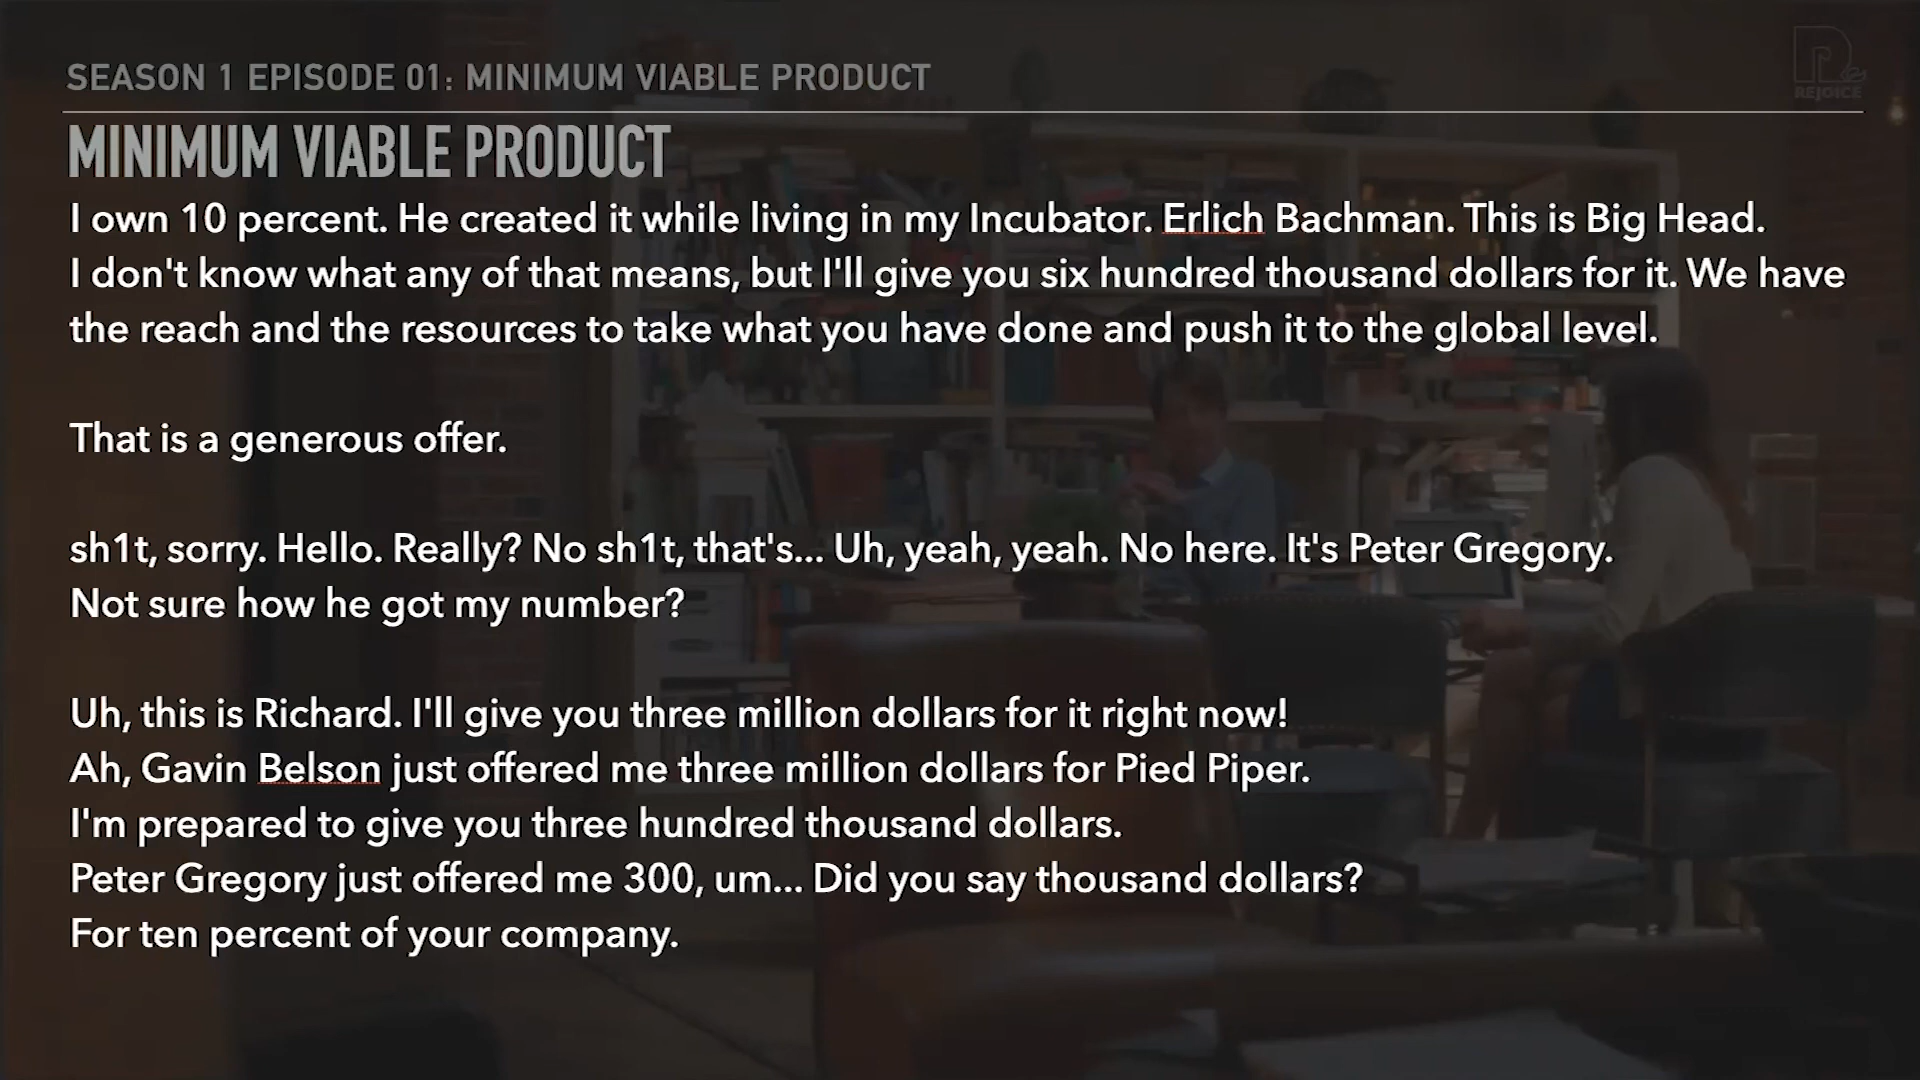 SEASON 1 EPISODE 01: MINIMUM VIABLE PRODUCT
REJOICE
MINIMUM VIABLE PRODUCT
I own 10 percent. He created it while living in my Incubator. Erlich Bachman. This is Big Head.
I don't know what any of that means, but I'll give you six hundred thousand dollars for it. We have
the reach and the resources to take what you have done and push it to the global level.
That is a generous offer.
sh1t, sorry. Hello. Really? No sh1t, that's... Uh, yeah, yeah. No here. It's Peter Gregory.
Not sure how he got my number?
Uh, this is Richard. I'll give you three million dollars for it right now!
Ah, Gavin Belson just offered me three million dollars for Pied Piper.
I'm prepared to give you three hundred thousand dollars.
Peter Gregory just offered me 300, um... Did you say thousand dollars?
For ten percent of your company.